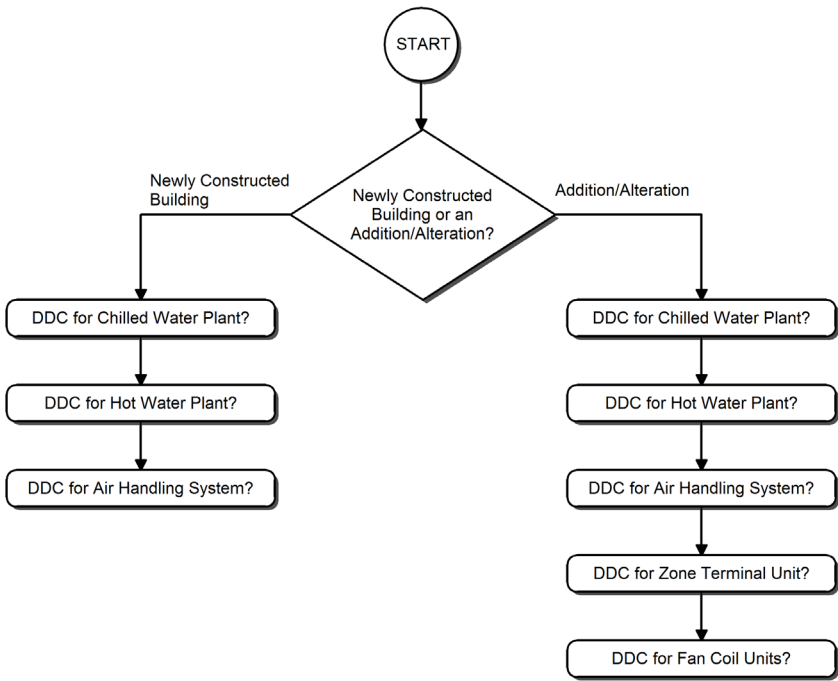 START
Newly Constructed
Building
Newly Constructed
Building or an
Addition/Alteration?
Addition/Alteration
DDC for Chilled Water Plant?
DDC for Hot Water Plant?
DDC for Air Handling System?
DDC for Chilled Water Plant?
DDC for Hot Water Plant?
DDC for Air Handling System?
DDC for Zone Terminal Unit?
DDC for Fan Coil Units?